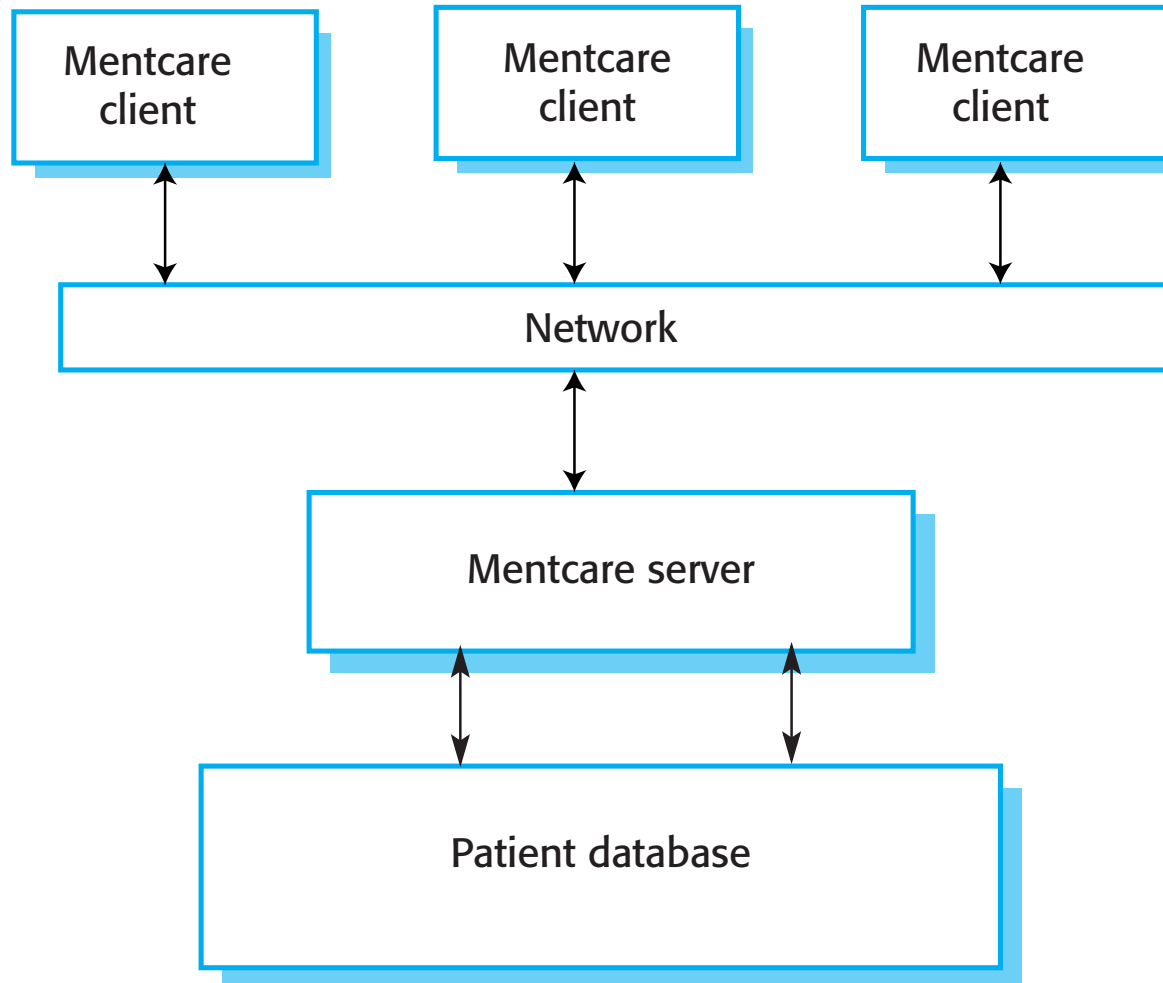 Mentcare
client
Mentcare
client
Mentcare
client
Network
Mentcare server
Patient database